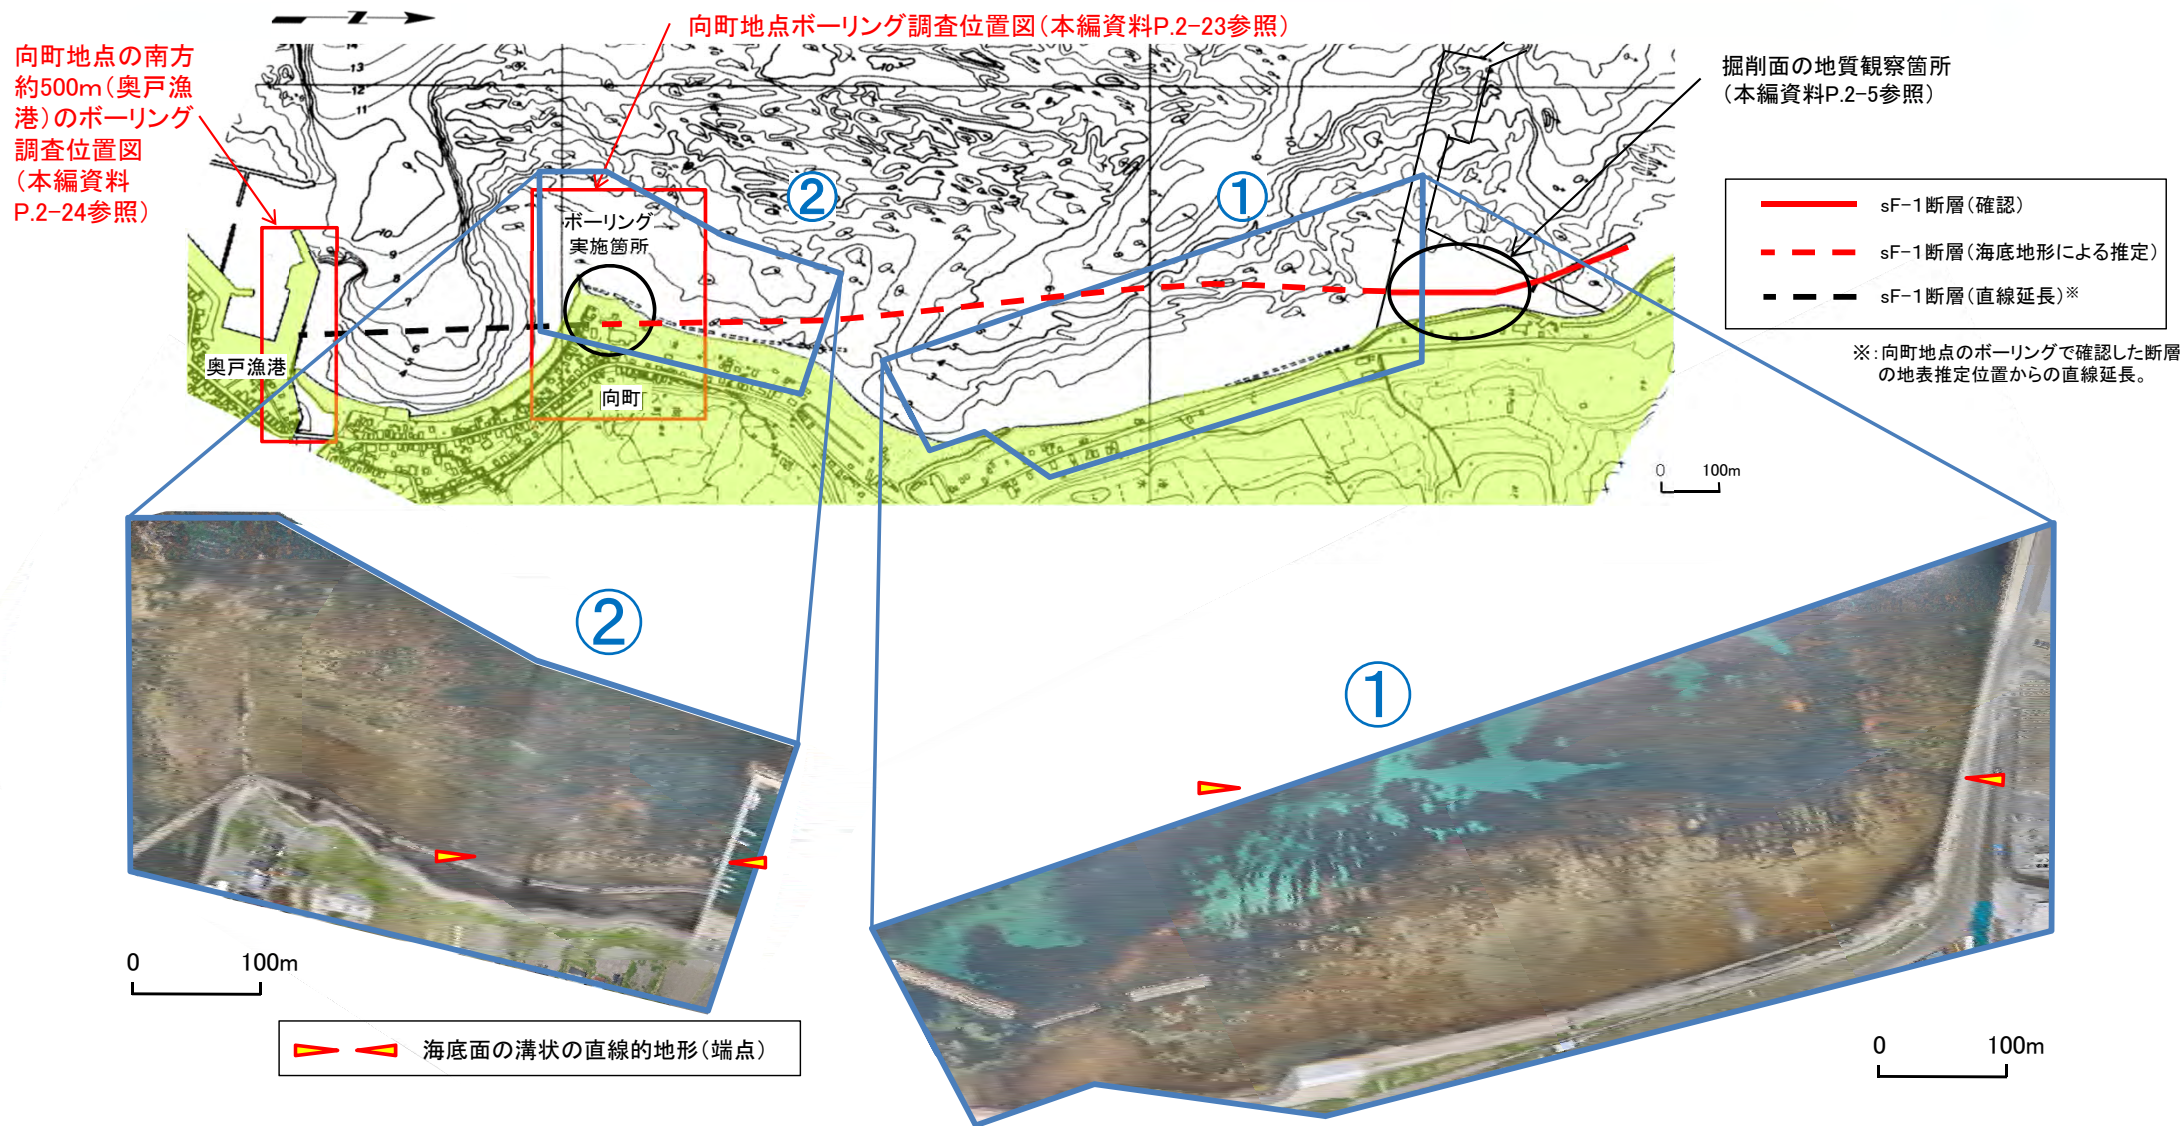 向町地点ボーリング調査位置図(本編資料P.2-23参照)
向町地点の南方
約500m(奥戸漁
港)のボーリング
調査位置図
(本編資料
P.2-24参照)
掘削面の地質観察箇所
(本編資料P.2-5参照)
②
①
ボーリング
実施箇所
奥戸漁港
向町
sF-1断層(確認)
sF-1断層(海底地形による推定)
sF-1断層(直線延長)※
※:向町地点のボーリングで確認した断層
の地表推定位置からの直線延長。
0 100m
②
①
0 100m
海底面の溝状の直線的地形(端点)
0 100m